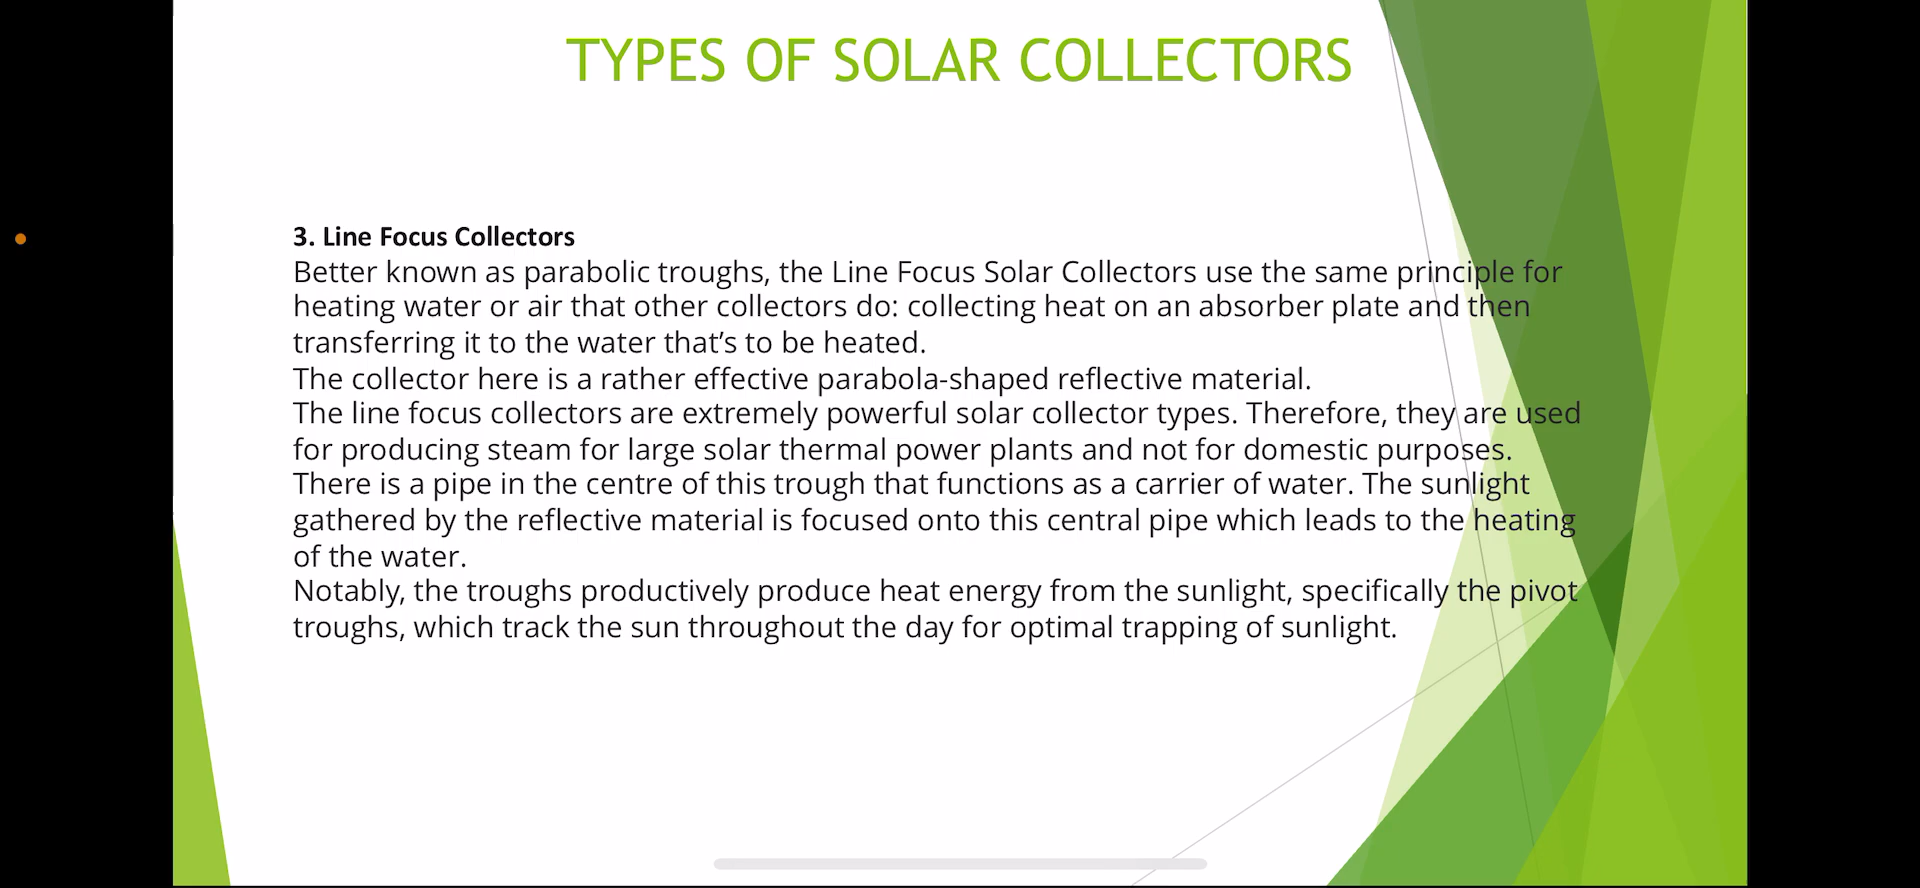 TYPES OF SOLAR COLLECTORS
3. Line Focus Collectors
Better known as parabolic troughs, the Line Focus Solar Collectors use the same principle for
heating water or air that other collectors do: collecting heat on an absorber plate and then
transferring it to the water that’s to be heated.
The collector here is a rather effective parabola-shaped reflective material.
The line focus collectors are extremely powerful solar collector types. Therefore, they are used
for producing steam for large solar thermal power plants and not for domestic purposes.
There is a pipe in the centre of this trough that functions as a carrier of water. The sunlight
gathered by the reflective material is focused onto this central pipe which leads to the heating
of the water.
Notably, the troughs productively produce heat energy from the sunlight, specifically the pivot
troughs, which track the sun throughout the day for optimal trapping of sunlight.